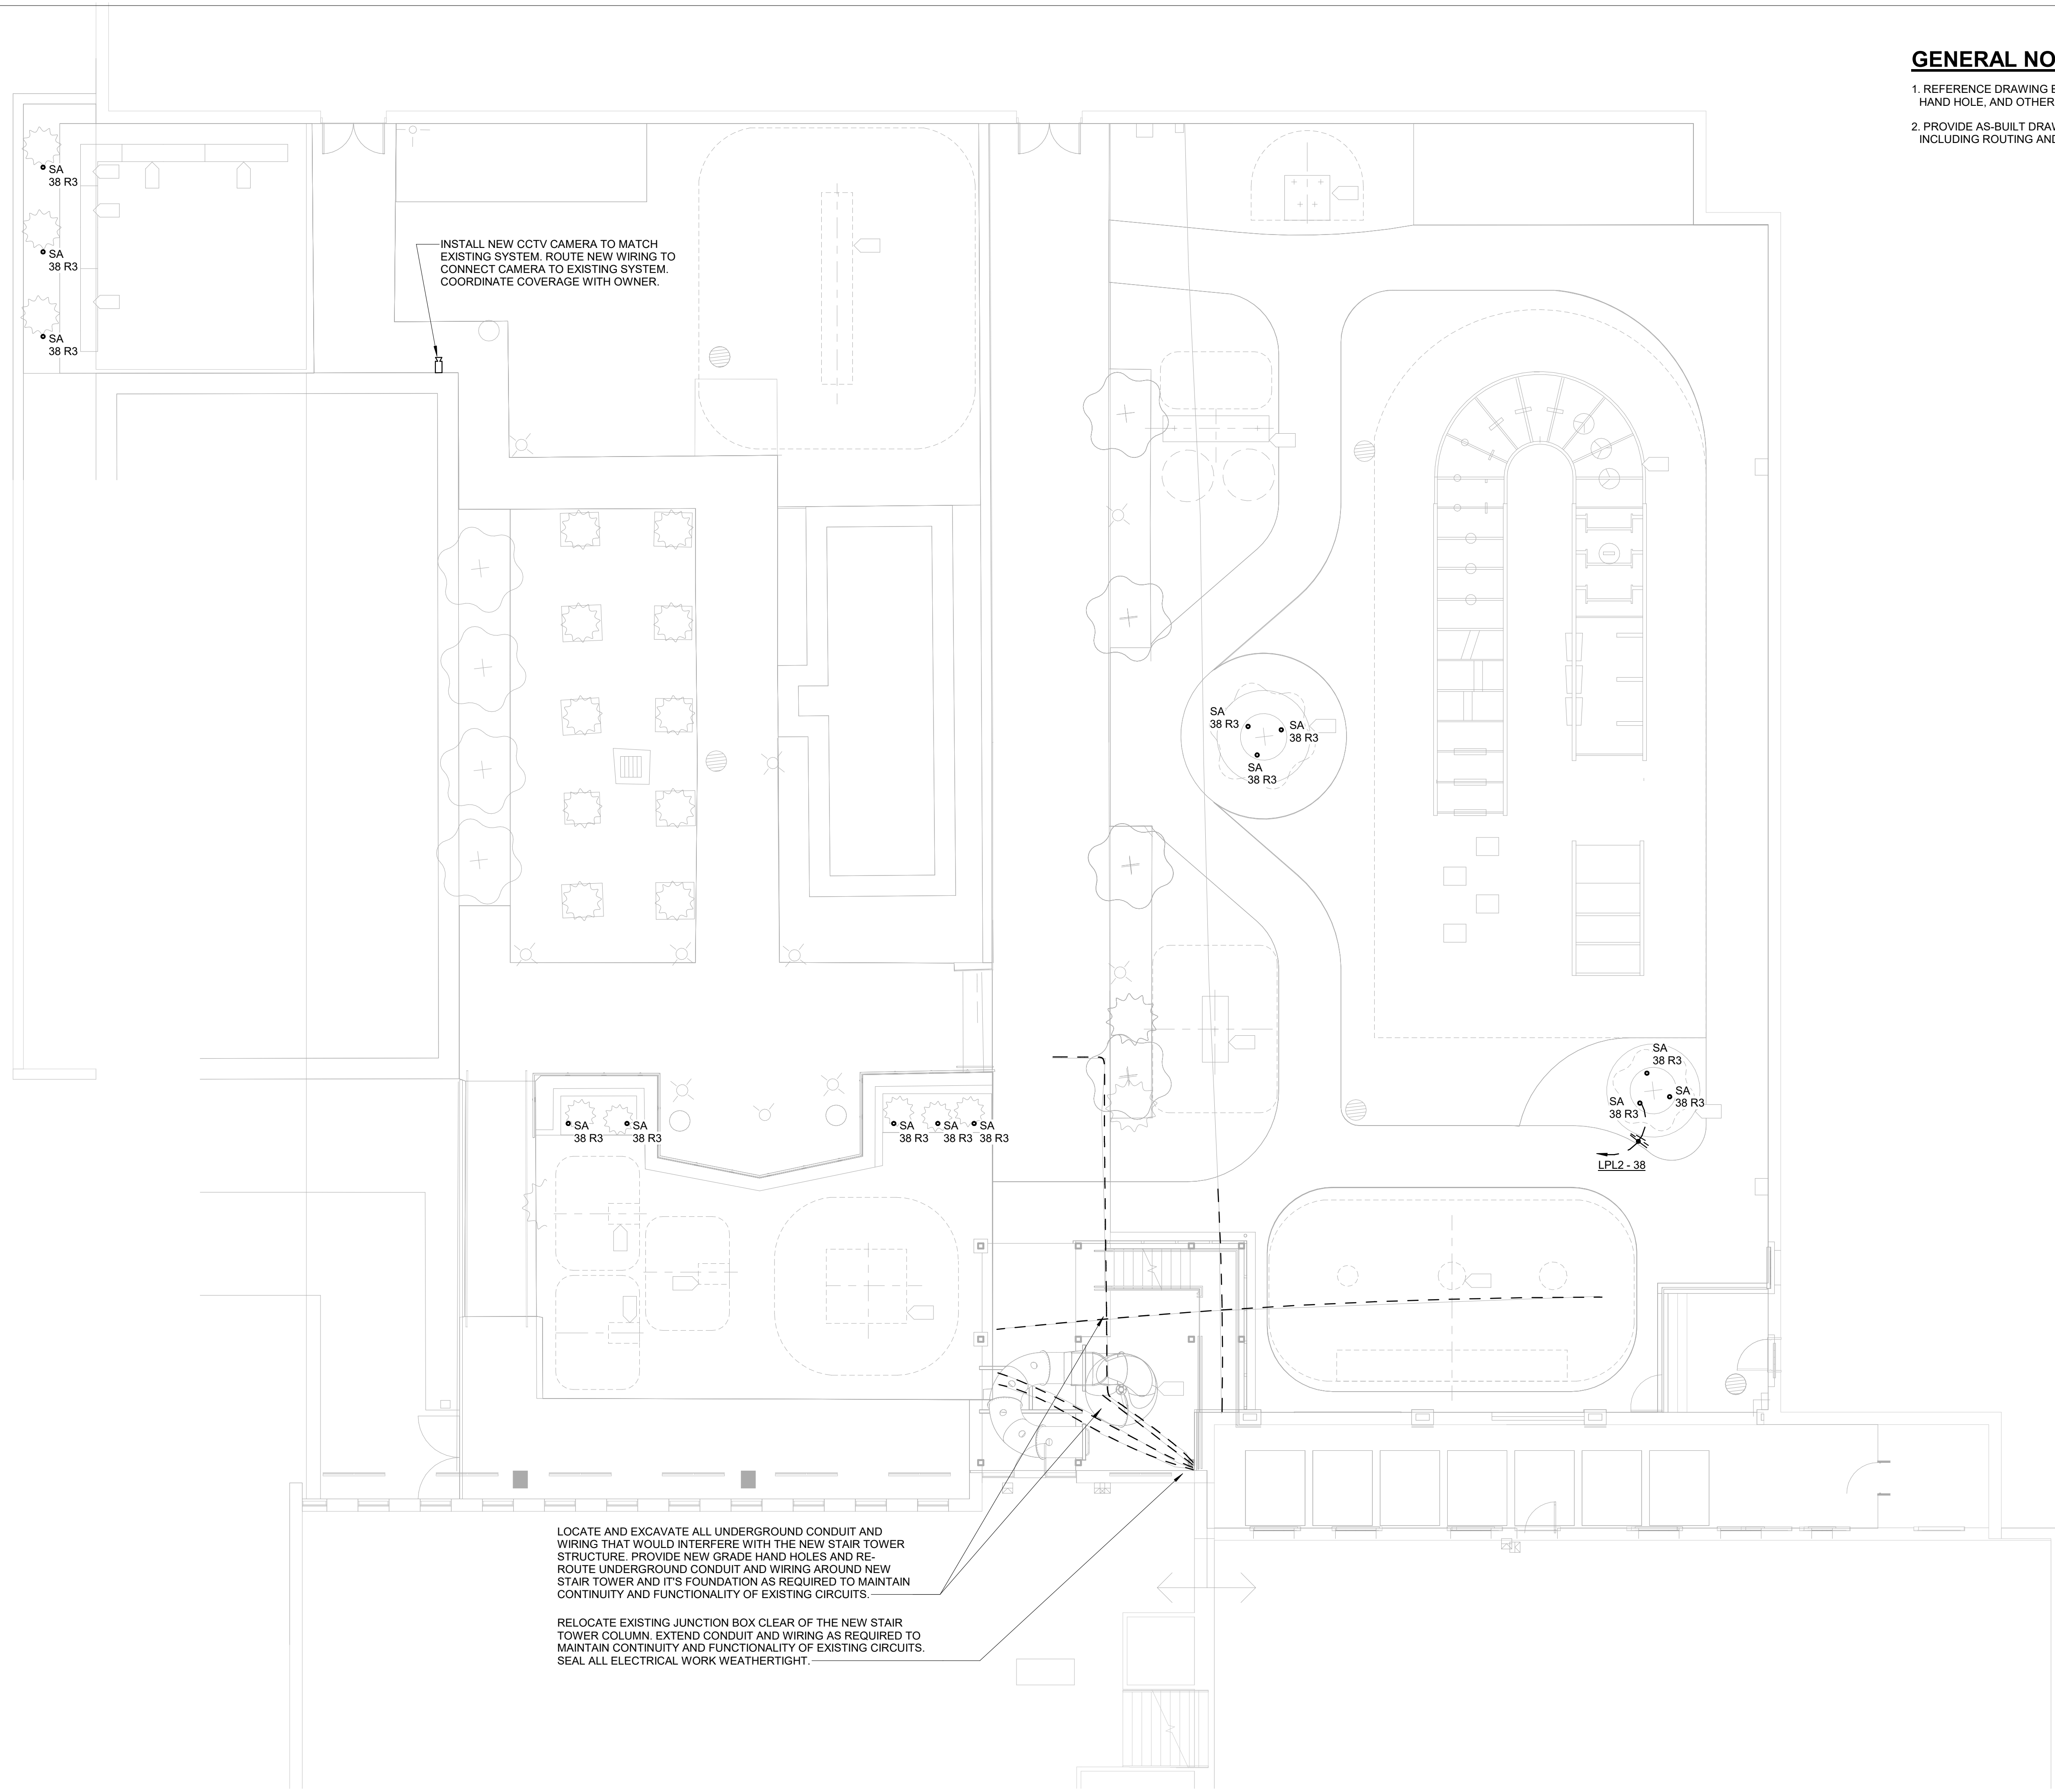 GENERAL NO
1. REFERENCE DRAWING E
HAND HOLE, AND OTHER
2. PROVIDE AS-BUILT DRAW
INCLUDING ROUTING AND
SA
38 R3
SA
38 R3
SA
38 R3
INSTALL NEW CCTV CAMERA TO MATCH
EXISTING SYSTEM. ROUTE NEW WIRING TO
CONNECT CAMERA TO EXISTING SYSTEM.
COORDINATE COVERAGE WITH OWNER.
SA
38 R3
SA
38 R3
SA
38 R3
SA
38 R3
SA
38 R3
SA
38 R3
LPL2 - 38
SA
38 R3
SA
38 R3
SA
38 R3
SA
38 R3
SA
38 R3
LOCATE AND EXCAVATE ALL UNDERGROUND CONDUIT AND
WIRING THAT WOULD INTERFERE WITH THE NEW STAIR TOWER
STRUCTURE. PROVIDE NEW GRADE HAND HOLES AND RE-
ROUTE UNDERGROUND CONDUIT AND WIRING AROUND NEW
STAIR TOWER AND IT'S FOUNDATION AS REQUIRED TO MAINTAIN
CONTINUITY AND FUNCTIONALITY OF EXISTING CIRCUITS.
RELOCATE EXISTING JUNCTION BOX CLEAR OF THE NEW STAIR
TOWER COLUMN. EXTEND CONDUIT AND WIRING AS REQUIRED TO
MAINTAIN CONTINUITY AND FUNCTIONALITY OF EXISTING CIRCUITS.
SEAL ALL ELECTRICAL WORK WEATHERTIGHT.